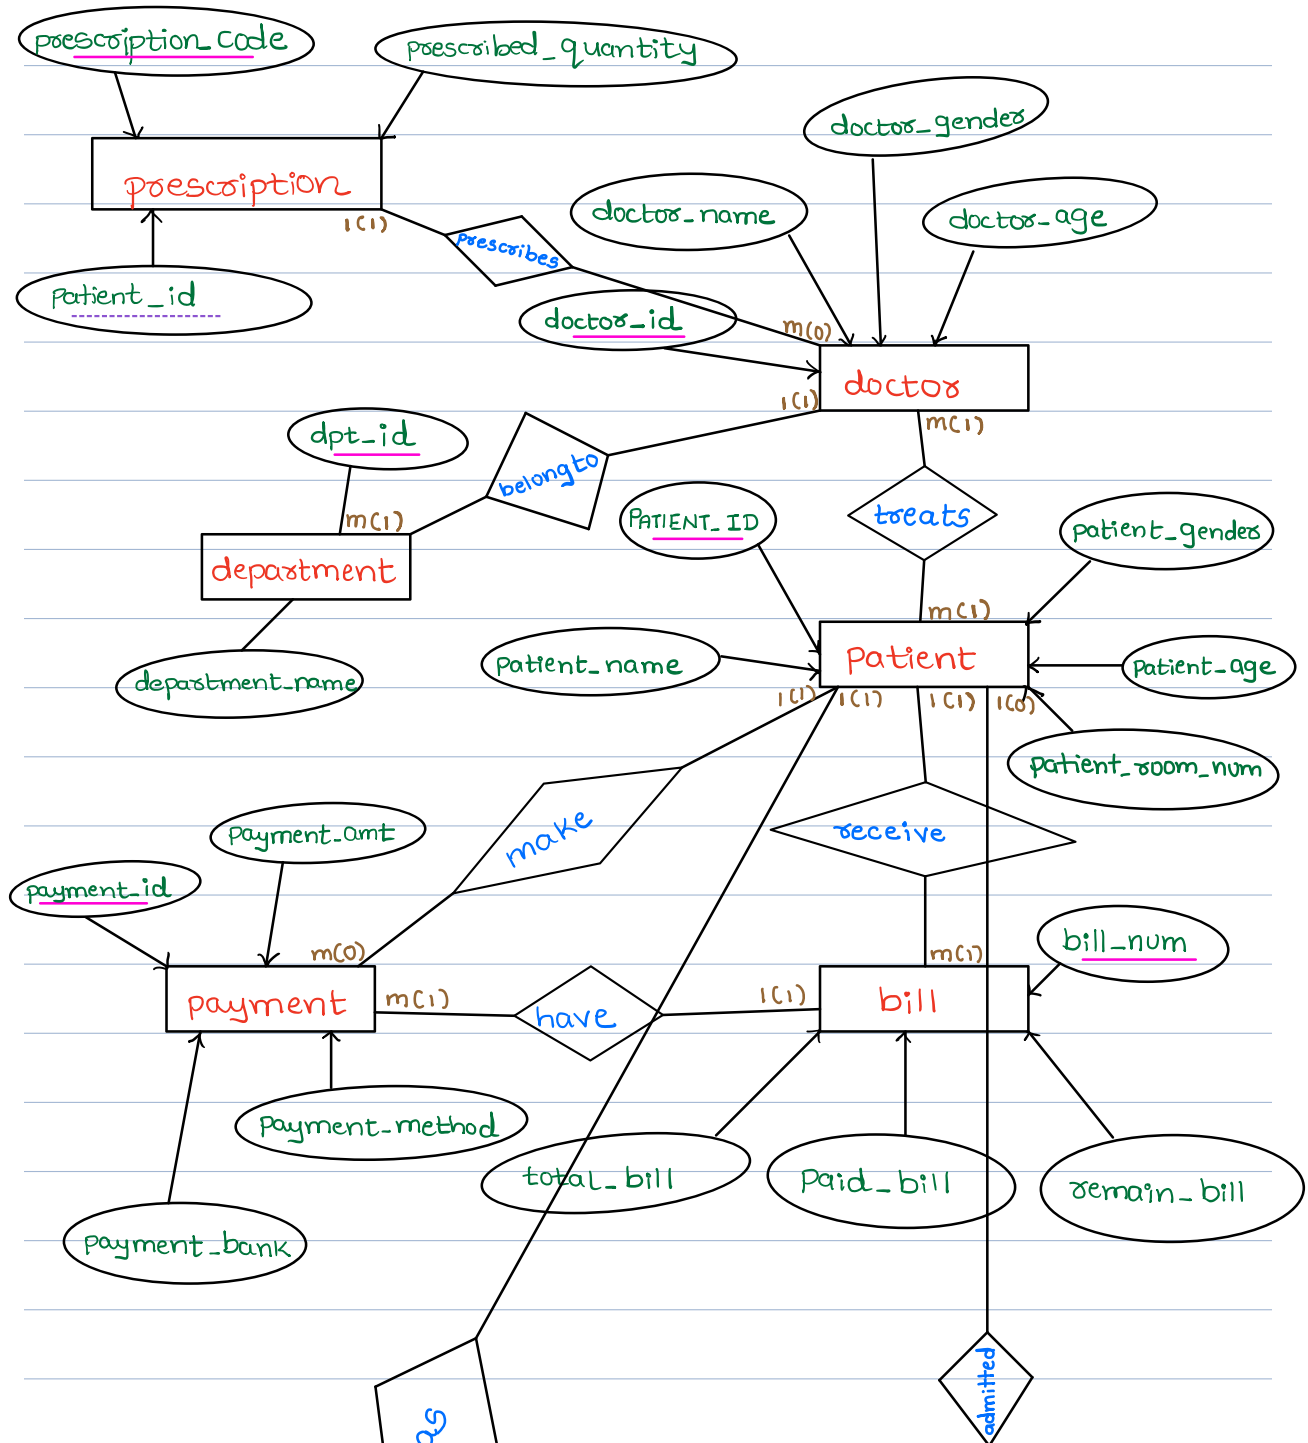 prescription_code
prescribed_quantity
doctor_gender
prescription
doctor_name
doctor_age
1(1)
prescribes
patient_id
doctor_id
m(0)
doctor
1(1)
m(1)
dpt_id
belongto
treats
m(1)
PATIENT_ID
patient_gender
department
m(1)
patient_name
Patient
patient_age
department_name
1(1)
1(1)
1(1)
1(0)
patient_room_num
make
receive
payment_amt
payment_id
m(0)
m(1)
bill_num
payment
m(1)
have
1(1)
bill
payment_method
total_bill
Paid_bill
remain_bill
payment_bank
admitted
as